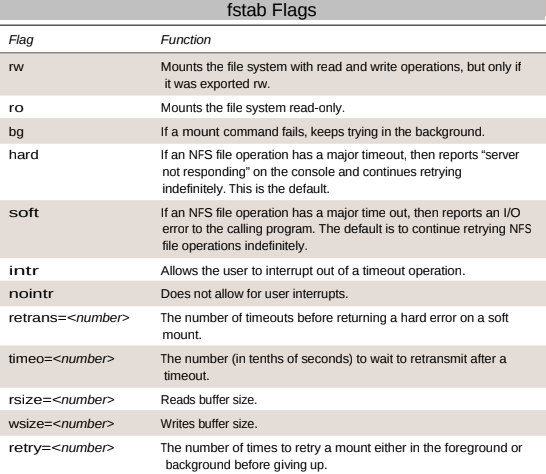 fstab Flags
Flag Function
rw Mounts the file system with read and write operations, but only if
it was exported rw.
ro Mounts the file system read-only.
bg If a mount command fails, keeps trying in the background.
hard If an NFS file operation has a major timeout, then reports “server
not responding” on the console and continues retrying
indefinitely. This is the default.
soft If an NFS file operation has a major time out, then reports an I/O
error to the calling program. The default is to continue retrying NFS
file operations indefinitely.
intr Allows the user to interrupt out of a timeout operation.
nointr Does not allow for user interrupts.
retrans=<number> The number of timeouts before returning a hard error on a soft
mount.
timeo=<number> The number (in tenths of seconds) to wait to retransmit after a
timeout.
rsize=<number> Reads buffer size.
wsize=<number> Writes buffer size.
retry=<number> The number of times to retry a mount either in the foreground or
background before giving up.